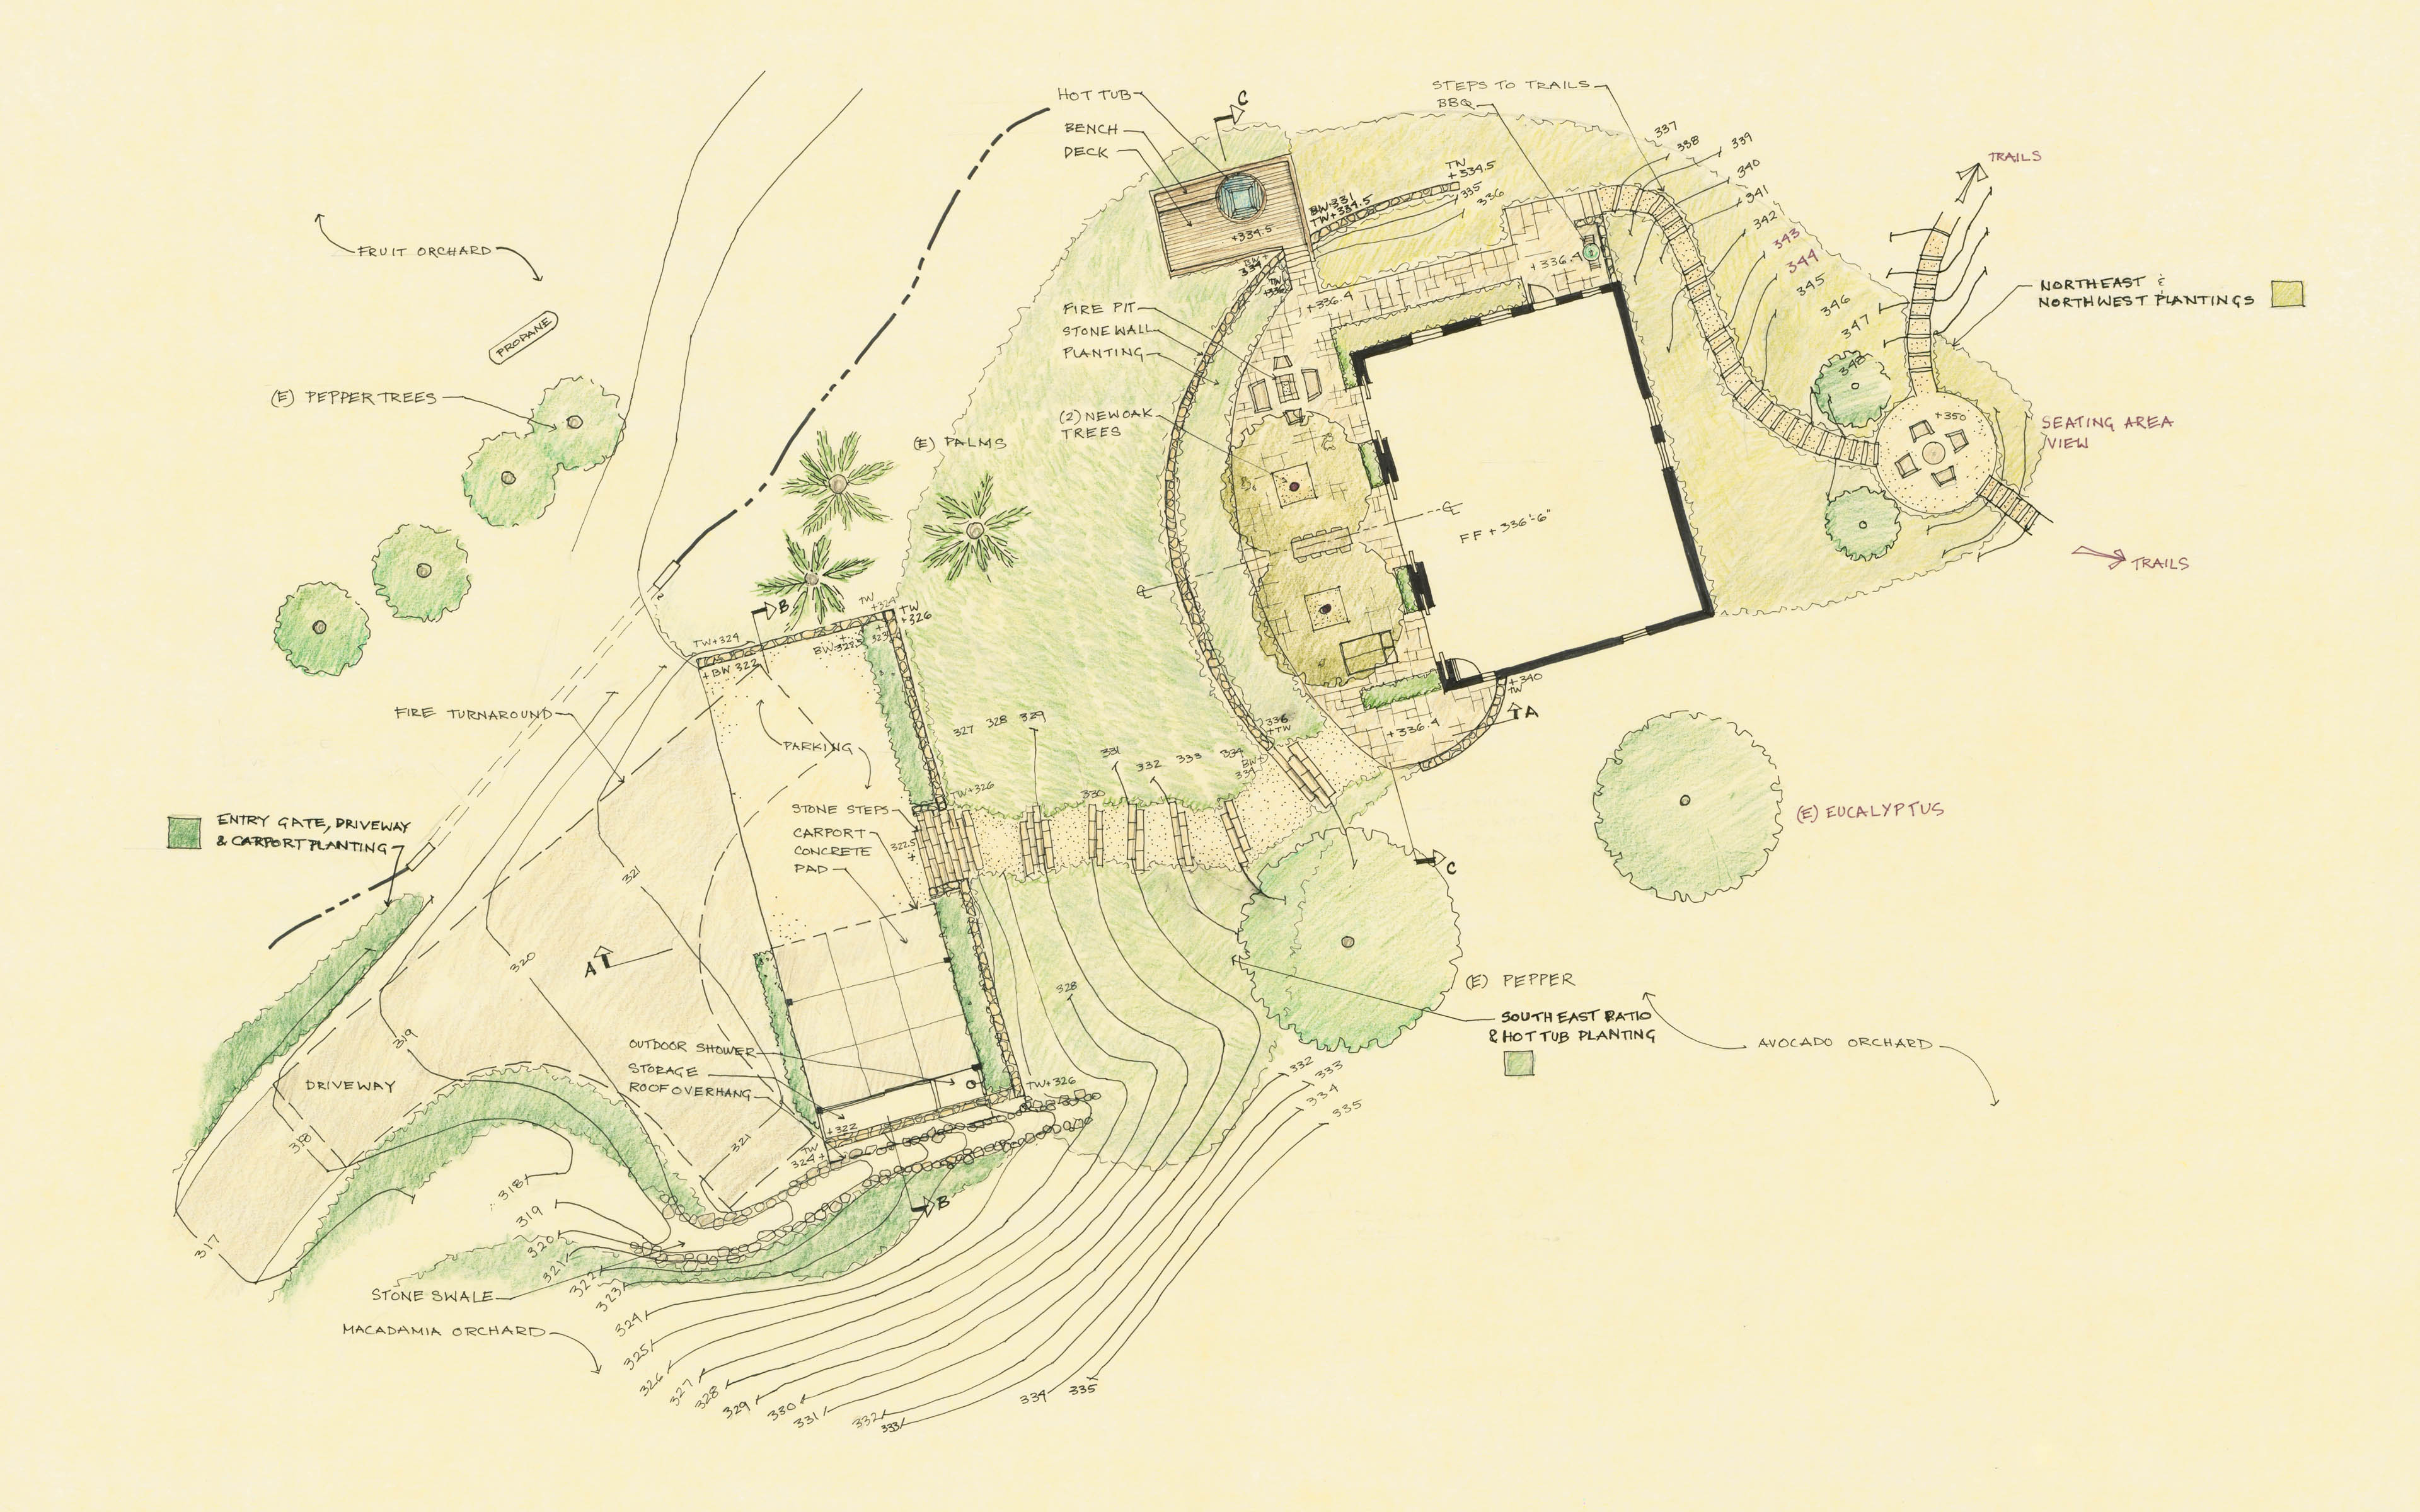 HOT TUB
BENCH
DECK
C
STEPS TO TRAILS
BBQ
337
338
339
340
341
342
343
344
345
346
347
348
TRAILS
NORTHEAST &
NORTHWEST PLANTINGS
BW 331
TW+334.5
+334.5
335
336
+334.5
+336.4
+336.4
FRUIT ORCHARD
PROPANE
(E) PEPPER TREES
FIRE PIT
STONE WALL
PLANTING
(2) NEW OAK
TREES
(E) PALMS
+350
SEATING AREA
VIEW
TRAILS
FF +336'-6"
B
TW+324
+BW 322
TW
+324
TW
+326
FIRE TURNAROUND
PARKING
327
328
329
331
332
333
334
330
336
+TW
BW
334
+336.4
+340
TW
A
(E) EUCALYPTUS
STONE STEPS
CARPORT
CONCRETE
PAD
TW+326
322.5
+
ENTRY GATE, DRIVEWAY
& CARPORT PLANTING
321
320
319
318
317
A
C
(E) PEPPER
SOUTH EAST PATIO
& HOT TUB PLANTING
AVOCADO ORCHARD
328
OUTDOOR SHOWER
STORAGE
ROOF OVERHANG
DRIVEWAY
321
+322
TW
324+
TW+326
B
332
333
334
335
318
319
320
321
322
323
324
325
326
327
328
329
330
331
332
333
334
335
STONE SWALE
MACADAMIA ORCHARD